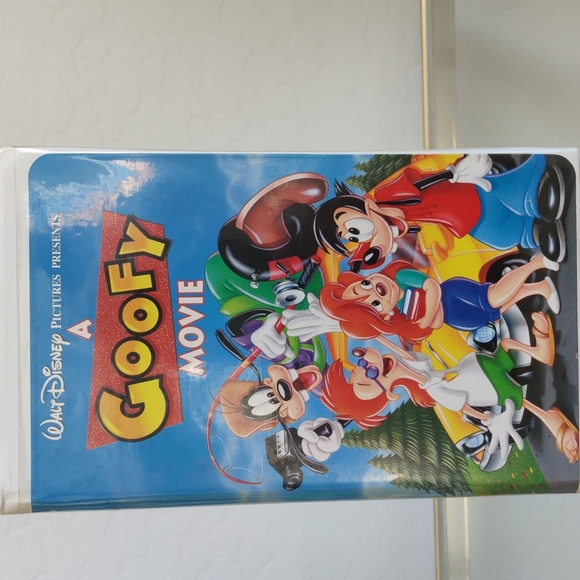 WALT DISNEY PICTURES PRESENTS
A
GOOFY
MOVIE